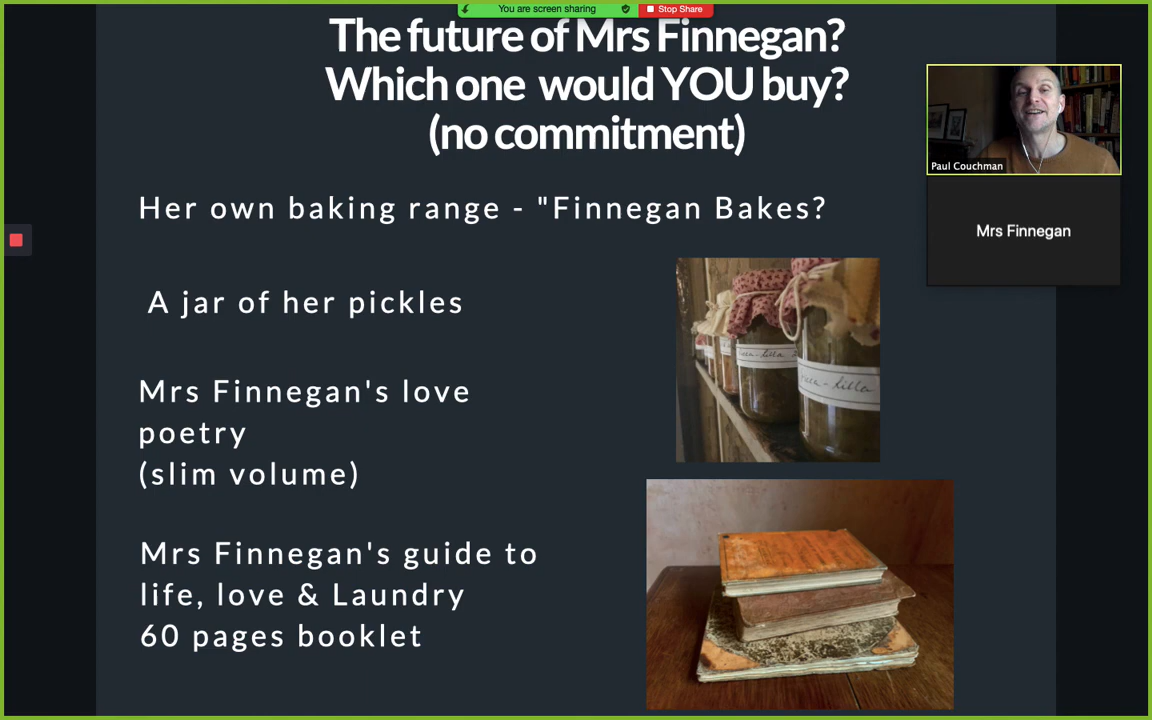 You are screen sharing
Stop Share
The future of Mrs Finnegan?
Which one would YOU buy?
(no commitment)
Paul Couchman
Mrs Finnegan
Her own baking range - "Finnegan Bakes?
A jar of her pickles
Mrs Finnegan's love
poetry
(slim volume)
Mrs Finnegan's guide to
life, love & Laundry
60 pages booklet